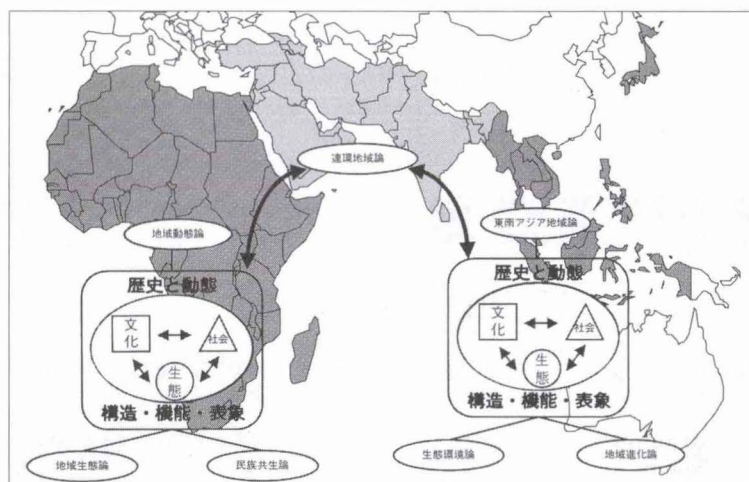 連環地域論
地域動態論
東南アジア地域論
歴史と動態
文化
社会
生態
構造・機能・表象
地域生態論
民族共生論
歴史と動態
文化
社会
生態
構造・機能・表象
生態環境論
地域進化論